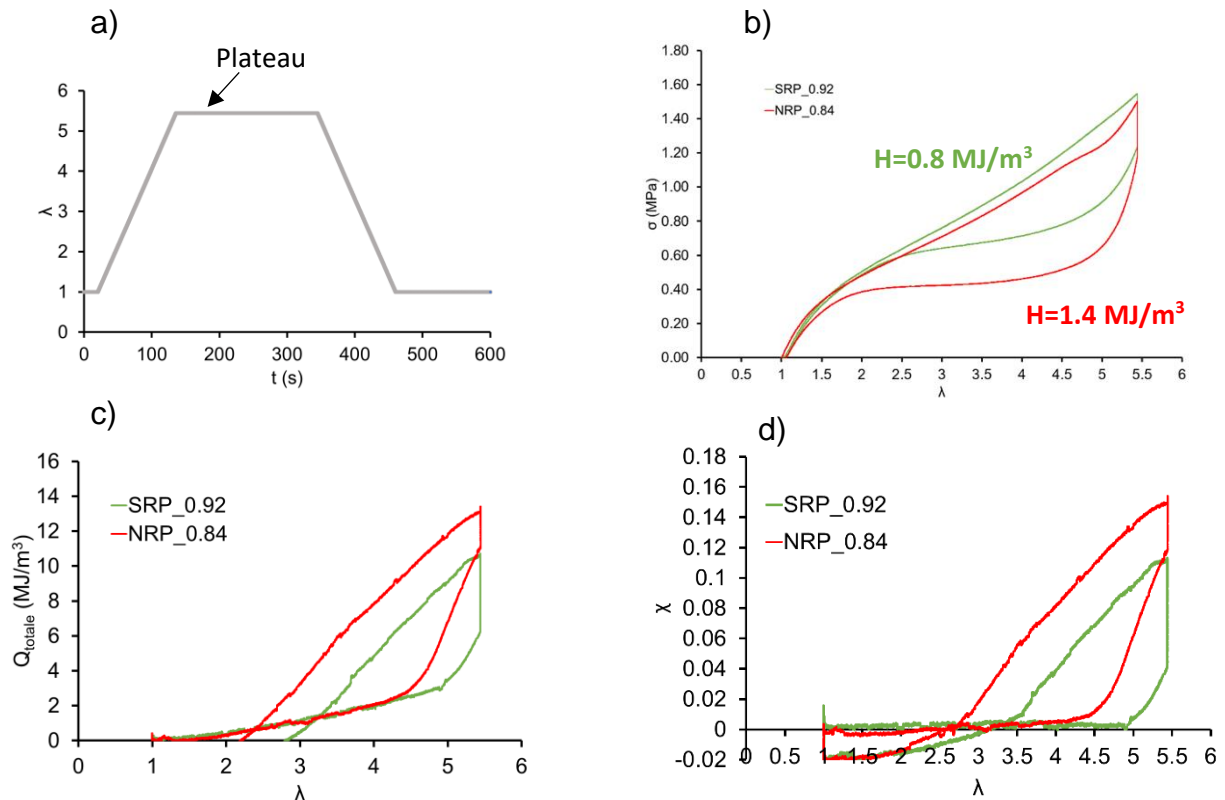 a)
Plateau
6
5
4
3
2
1
0
λ
0 100 200 300 400 500 600
t (s)
b)
1.80
1.60
1.40
1.20
1.00
0.80
0.60
0.40
0.20
0.00
σ (MPa)
SRP_0.92
NRP_0.84
H=0.8 MJ/m³
H=1.4 MJ/m³
0 0.5 1 1.5 2 2.5 3 3.5 4 4.5 5 5.5 6
λ
c)
16
14
12
10
8
6
4
2
0
Qtotale (MJ/m³)
SRP_0.92
NRP_0.84
0 1 2 3 4 5 6
λ
d)
0.18
0.16
0.14
0.12
0.1
0.08
0.06
0.04
0.02
0
-0.02
χ
SRP_0.92
NRP_0.84
0 0.5 1 1.5 2 2.5 3 3.5 4 4.5 5 5.5 6
λ